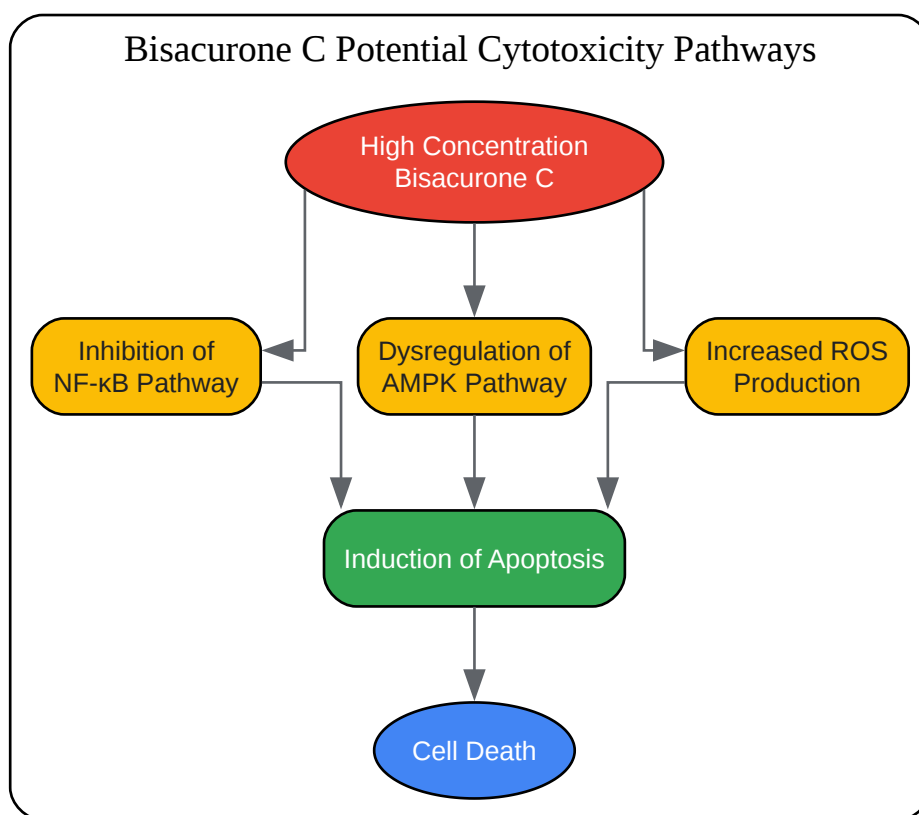 Bisacurone C Potential Cytotoxicity Pathways
High Concentration
Bisacurone C
Inhibition of
NF-κB Pathway
Dysregulation of
AMPK Pathway
Increased ROS
Production
Induction of Apoptosis
Cell Death